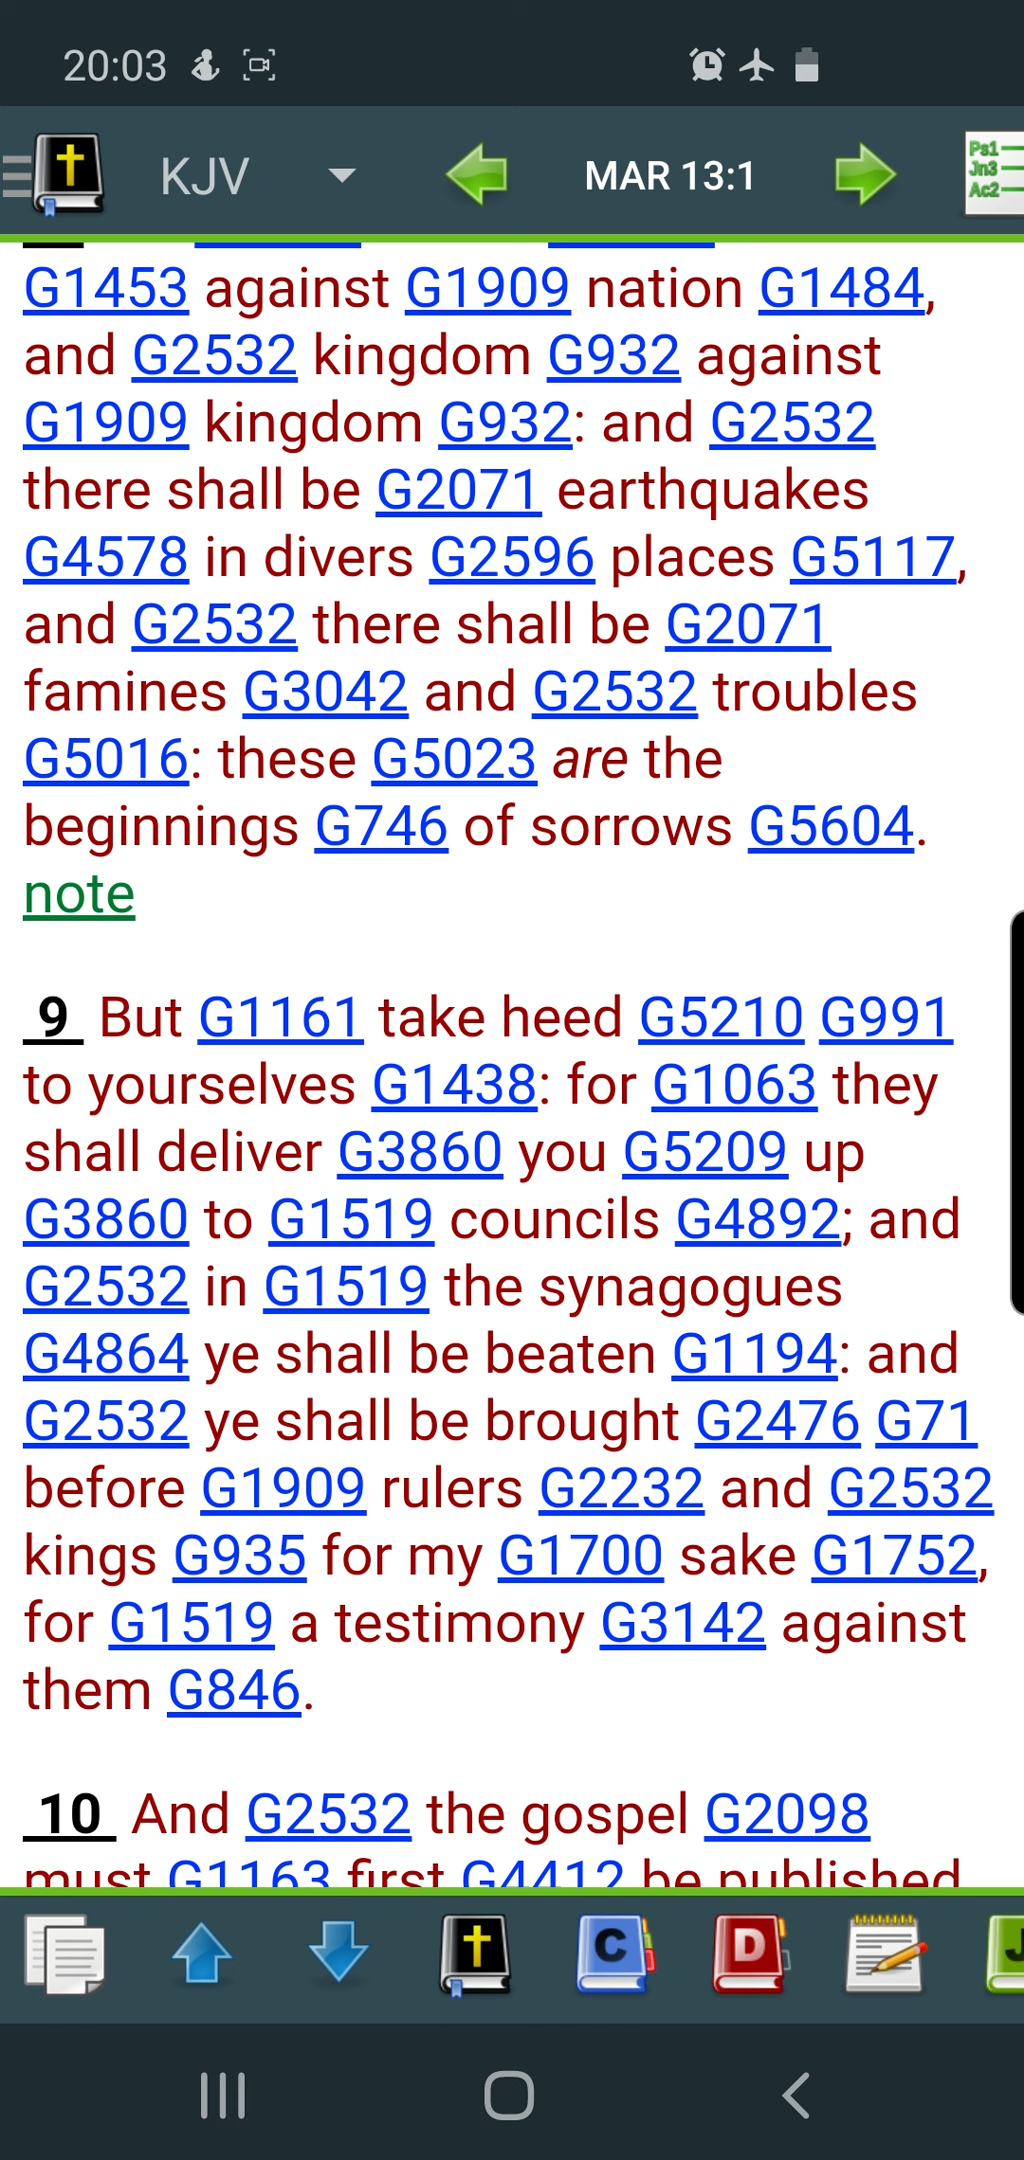 20:03
KJV
MAR 13:1
Ps1
Jn3
Ac2
G1453 against G1909 nation G1484,
and G2532 kingdom G932 against
G1909 kingdom G932: and G2532
there shall be G2071 earthquakes
G4578 in divers G2596 places G5117,
and G2532 there shall be G2071
famines G3042 and G2532 troubles
G5016: these G5023 are the
beginnings G746 of sorrows G5604.
note
9 But G1161 take heed G5210 G991
to yourselves G1438: for G1063 they
shall deliver G3860 you G5209 up
G3860 to G1519 councils G4892; and
G2532 in G1519 the synagogues
G4864 ye shall be beaten G1194: and
G2532 ye shall be brought G2476 G71
before G1909 rulers G2232 and G2532
kings G935 for my G1700 sake G1752,
for G1519 a testimony G3142 against
them G846.
10 And G2532 the gospel G2098
must G1163 first G4412 be published
C
D
J